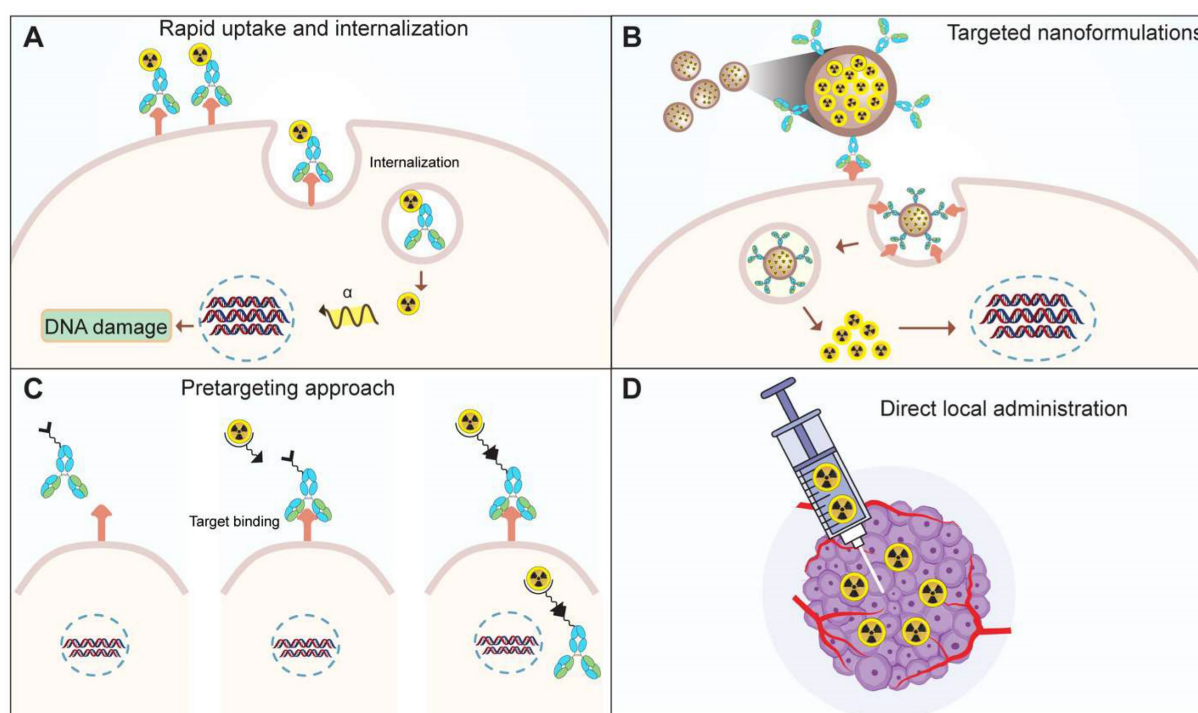 A
Rapid uptake and internalization
Internalization
α
DNA damage
B
Targeted nanoformulations
C
Pretargeting approach
Target binding
D
Direct local administration